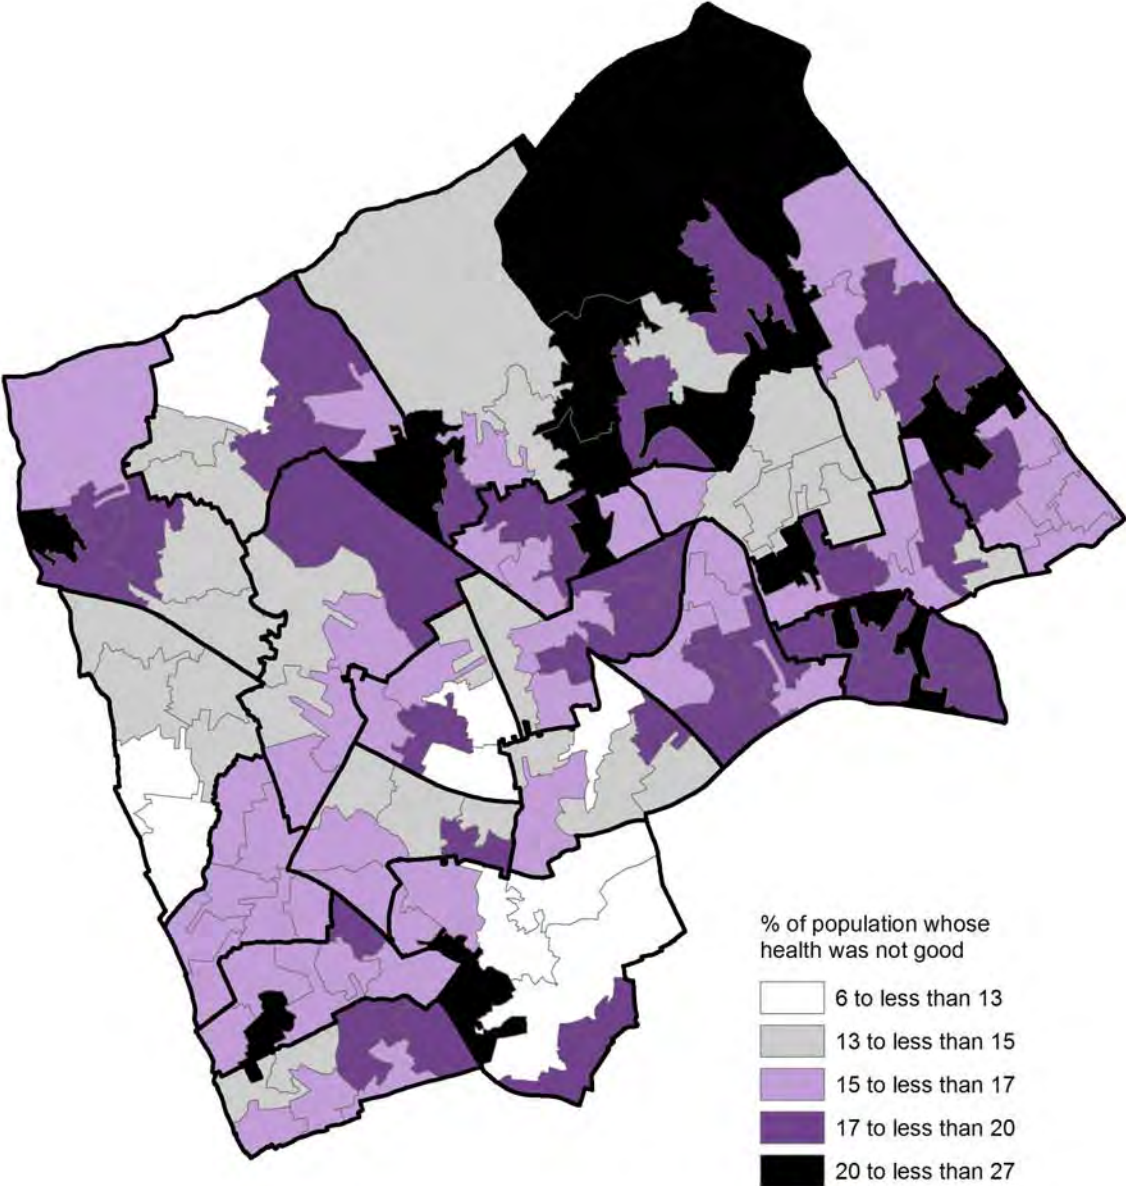 % of population whose
health was not good
6 to less than 13
13 to less than 15
15 to less than 17
17 to less than 20
20 to less than 27